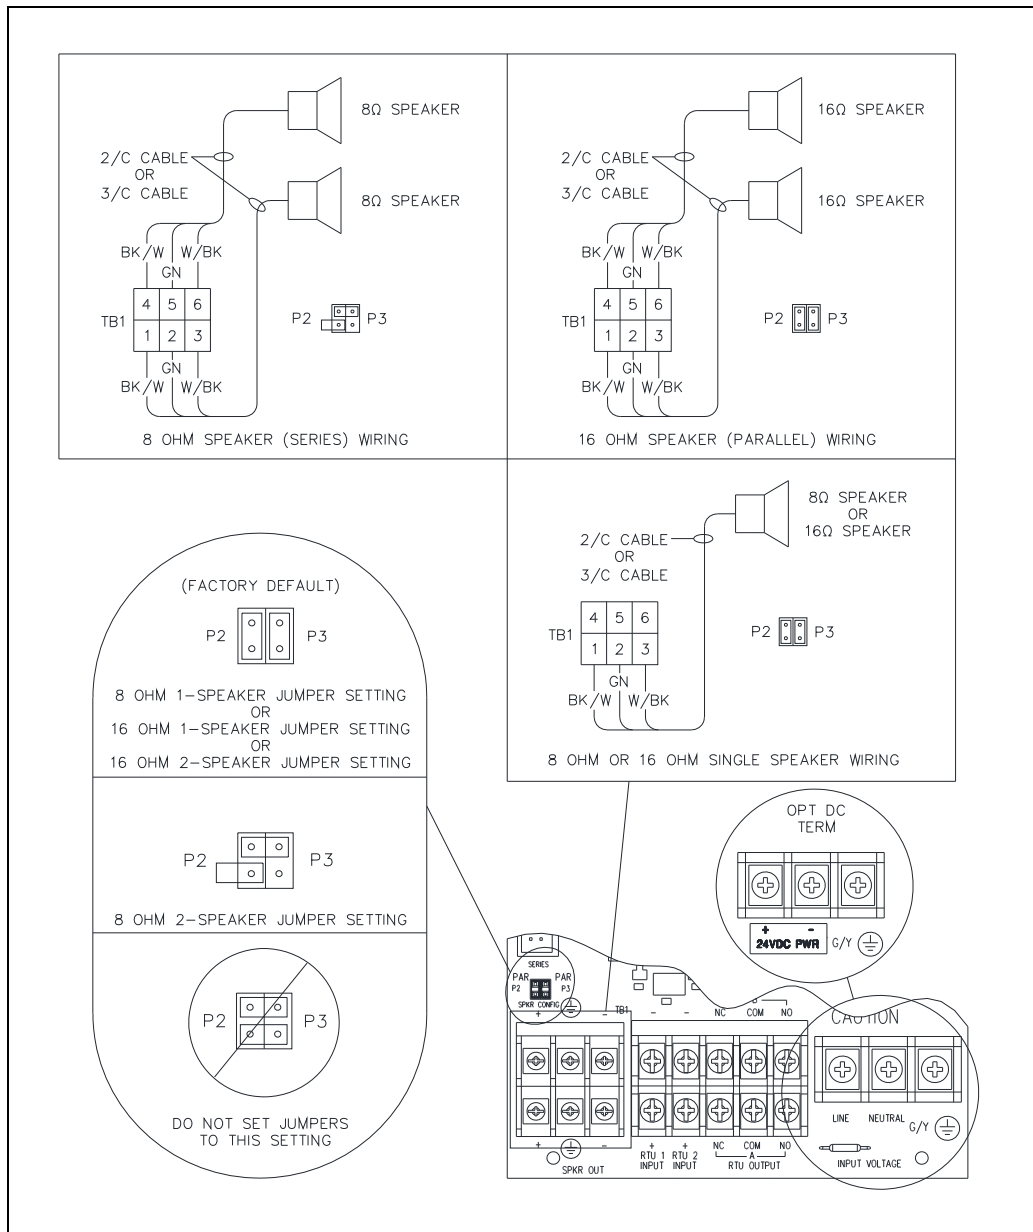 8Ω SPEAKER
2/C CABLE
OR
3/C CABLE
8Ω SPEAKER
BK/W W/BK
GN
4 5 6
TB1
1 2 3
P2 P3
GN
BK/W W/BK
8 OHM SPEAKER (SERIES) WIRING
16Ω SPEAKER
2/C CABLE
OR
3/C CABLE
16Ω SPEAKER
BK/W W/BK
GN
4 5 6
TB1
1 2 3
P2 P3
GN
BK/W W/BK
16 OHM SPEAKER (PARALLEL) WIRING
8Ω SPEAKER
OR
16Ω SPEAKER
2/C CABLE
OR
3/C CABLE
4 5 6
TB1
1 2 3
P2 P3
GN
BK/W W/BK
8 OHM OR 16 OHM SINGLE SPEAKER WIRING
(FACTORY DEFAULT)
P2 P3
8 OHM 1-SPEAKER JUMPER SETTING
OR
16 OHM 1-SPEAKER JUMPER SETTING
OR
16 OHM 2-SPEAKER JUMPER SETTING
P2 P3
8 OHM 2-SPEAKER JUMPER SETTING
P2 P3
DO NOT SET JUMPERS
TO THIS SETTING
OPT DC
TERM
+ -
24VDC PWR G/Y
SERIES
PAR PAR
P2 P3
SPKR CONFIG
+ - TB1 - - NC COM NO
CAUTION
LINE NEUTRAL G/Y
+ - + + NC COM NO
RTU 1 RTU 2 A
INPUT INPUT RTU OUTPUT
SPKR OUT
INPUT VOLTAGE